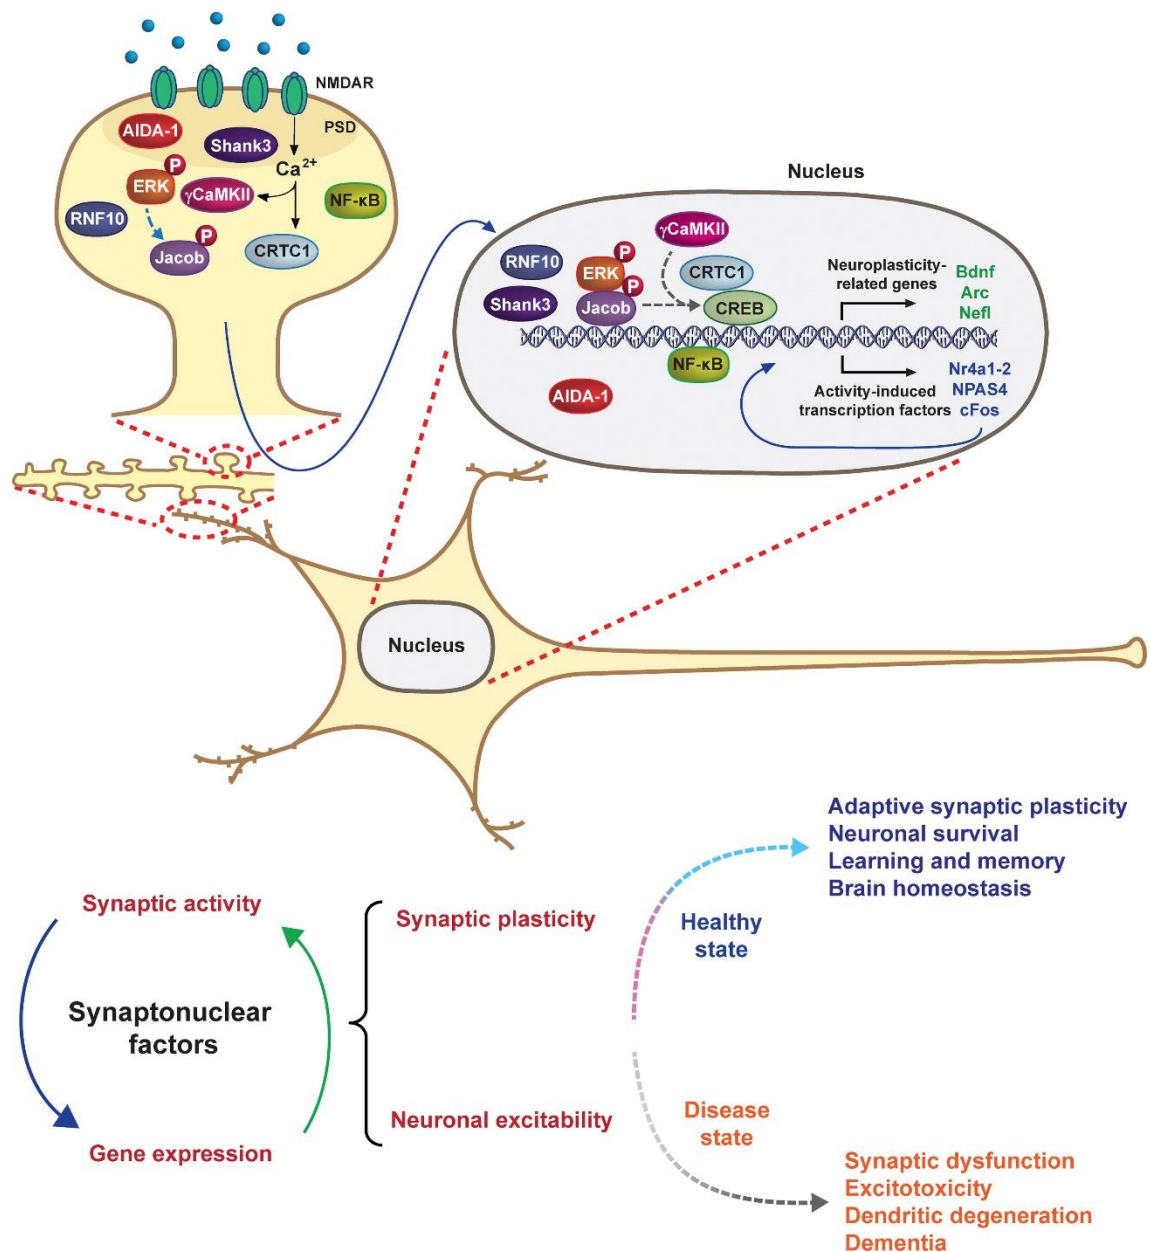 NMDAR
AIDA-1
PSD
Shank3
P
Ca2+
ERK
γCaMKII
NF-κB
RNF10
P
CRTC1
Jacob
Nucleus
γCaMKII
P
RNF10
CRTC1
ERK
P
Shank3
Jacob
CREB
Neuroplasticity-
related genes
Bdnf
Arc
Nefl
NF-κB
AIDA-1
Activity-induced
transcription factors
Nr4a1-2
NPAS4
cFos
Nucleus
Synaptic activity
Synaptonuclear
factors
Gene expression
Synaptic plasticity
Neuronal excitability
Healthy
state
Adaptive synaptic plasticity
Neuronal survival
Learning and memory
Brain homeostasis
Disease
state
Synaptic dysfunction
Excitotoxicity
Dendritic degeneration
Dementia